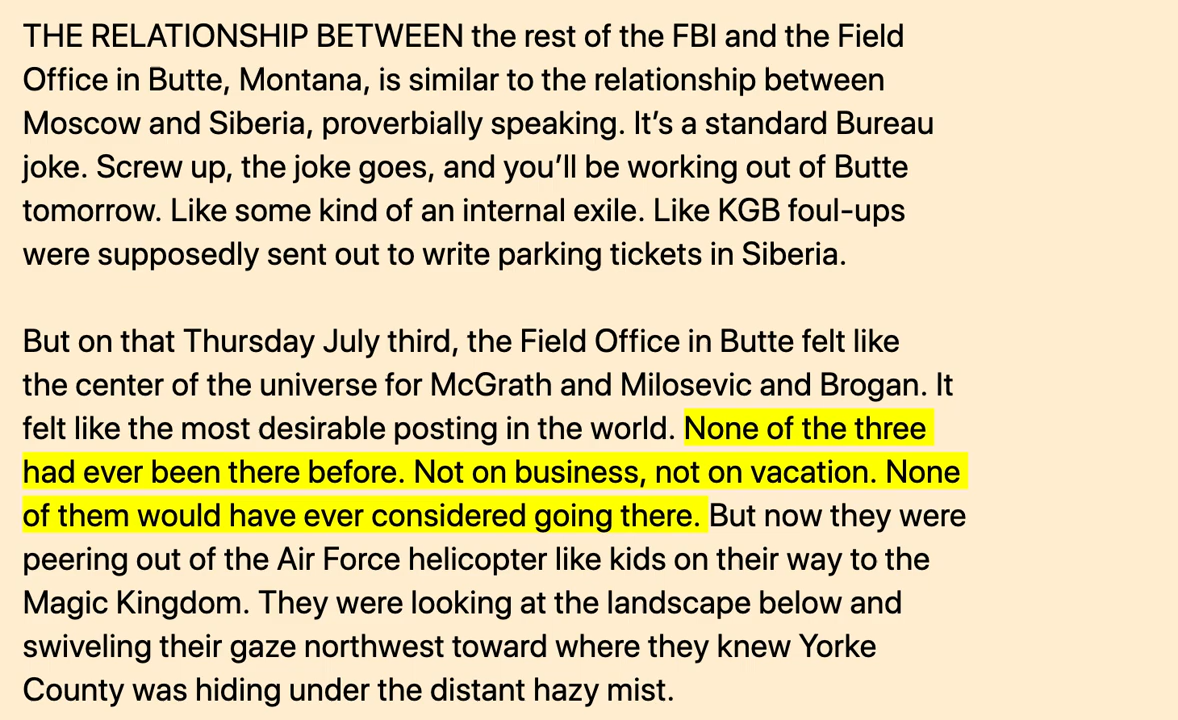 THE RELATIONSHIP BETWEEN the rest of the FBI and the Field
Office in Butte, Montana, is similar to the relationship between
Moscow and Siberia, proverbially speaking. It’s a standard Bureau
joke. Screw up, the joke goes, and you’ll be working out of Butte
tomorrow. Like some kind of an internal exile. Like KGB foul-ups
were supposedly sent out to write parking tickets in Siberia.
But on that Thursday July third, the Field Office in Butte felt like
the center of the universe for McGrath and Milosevic and Brogan. It
felt like the most desirable posting in the world. None of the three
had ever been there before. Not on business, not on vacation. None
of them would have ever considered going there. But now they were
peering out of the Air Force helicopter like kids on their way to the
Magic Kingdom. They were looking at the landscape below and
swiveling their gaze northwest toward where they knew Yorke
County was hiding under the distant hazy mist.